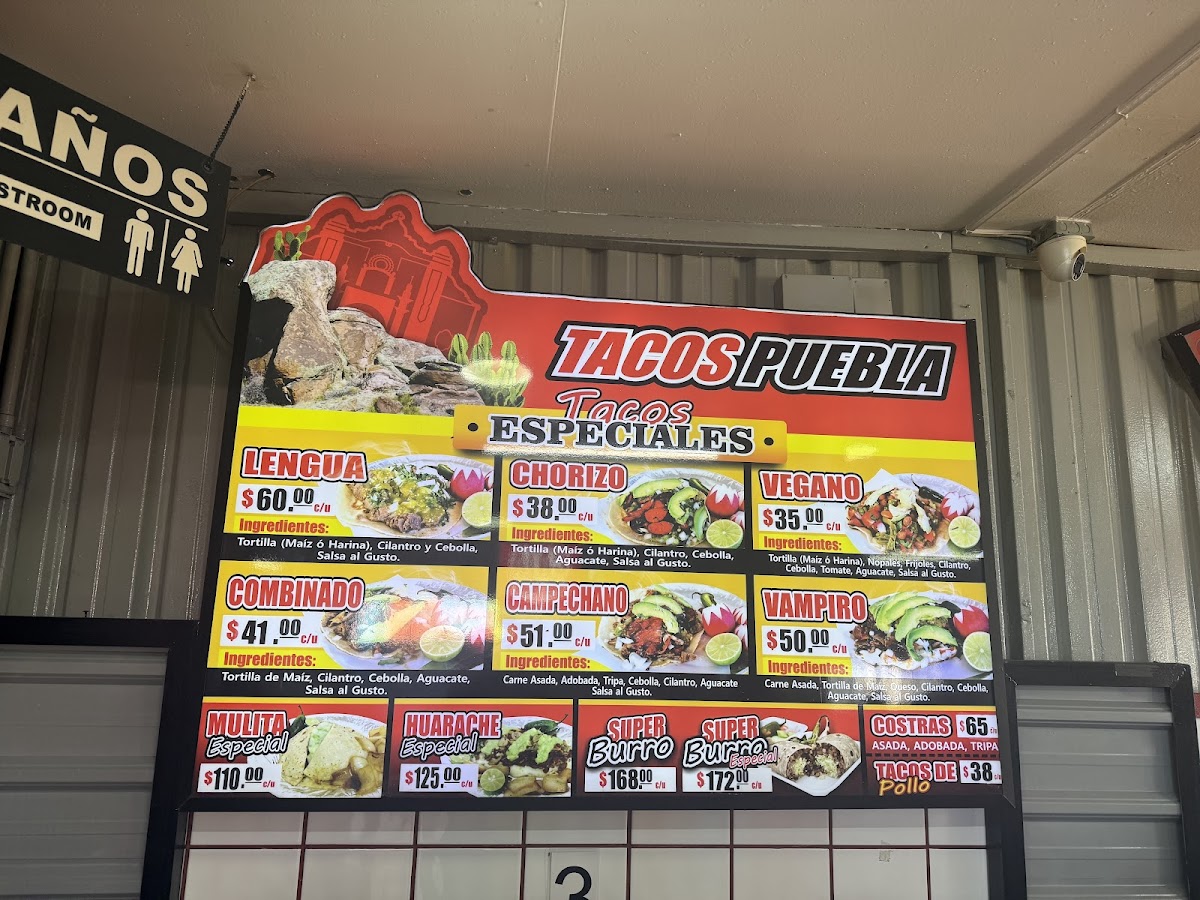 AÑOS
STROOM
TACOS PUEBLA
Tacos
• ESPECIALES •
LENGUA
$60.00 c/u
Ingredientes:
Tortilla (Maíz ó Harina), Cilantro y Cebolla,
Salsa al Gusto.
CHORIZO
$38.00 c/u
Ingredientes:
Tortilla (Maíz ó Harina), Cilantro, Cebolla,
Aguacate, Salsa al Gusto.
VEGANO
$35.00 c/u
Ingredientes:
Tortilla (Maíz ó Harina), Nopales, Frijoles, Cilantro,
Cebolla, Tomate, Aguacate, Salsa al Gusto.
COMBINADO
$41.00 c/u
Ingredientes:
Tortilla de Maíz, Cilantro, Cebolla, Aguacate,
Salsa al Gusto.
CAMPECHANO
$51.00 c/u
Ingredientes:
Carne Asada, Adobada, Tripa, Cebolla, Cilantro, Aguacate
Salsa al Gusto.
VAMPIRO
$50.00 c/u
Ingredientes:
Carne Asada, Tortilla de Maíz, Queso, Cilantro, Cebolla,
Aguacate, Salsa al Gusto.
MULITA
Especial
$110.00 c/u
HUARACHE
Especial
$125.00 c/u
SUPER
Burro
$168.00 c/u
SUPER
Burro
Especial
$172.00 c/u
COSTRAS $65 c/u
ASADA, ADOBADA, TRIPA
TACOS DE $38 c/u
Pollo
3